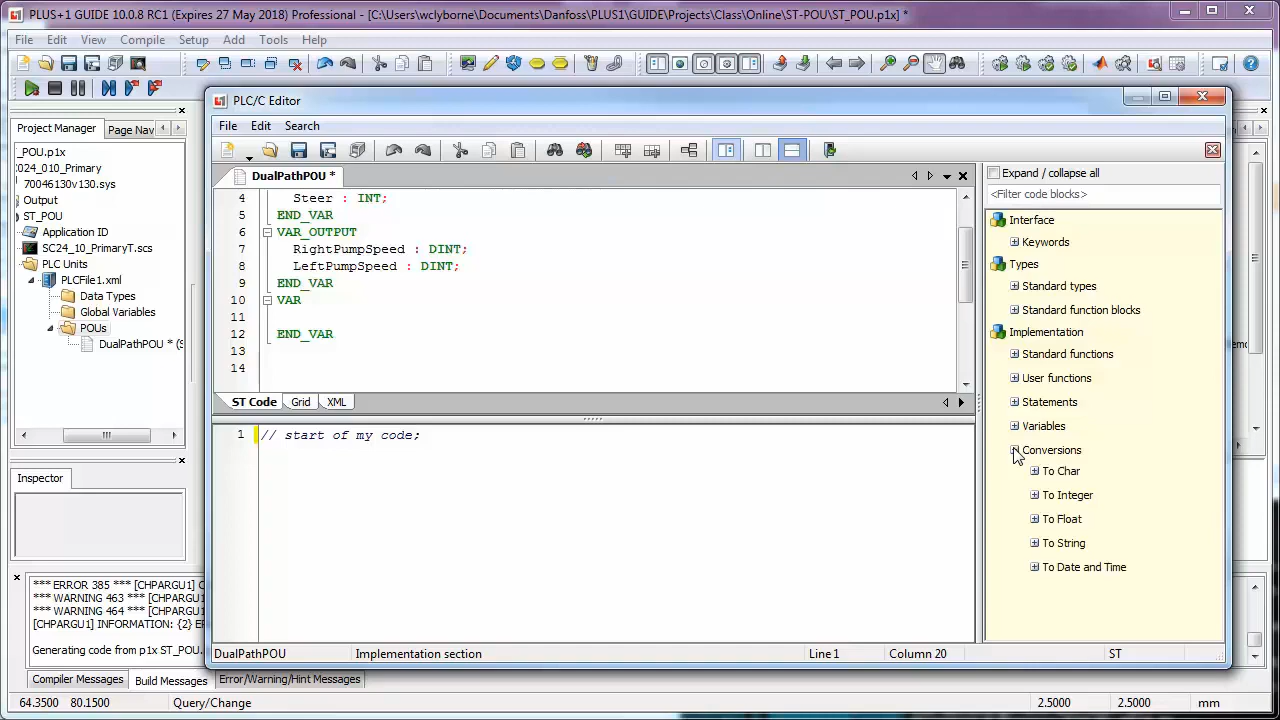 PLUS+1 GUIDE 10.0.8 RC1 (Expires 27 May 2018) Professional - [C:\Users\wclyborne\Documents\Danfoss\PLUS1\GUIDE\Projects\class\Online\ST-POU\ST_POU.p1x] *
File Edit View Compile Setup Add Tools Help
PLC/C Editor
File Edit Search
Project Manager Page Nav
_POU.p1x
024_010_Primary
70046130v130.sys
Output
ST_POU
Application ID
SC24_10_PrimaryT.scs
PLC Units
PLCFile1.xml
Data Types
Global Variables
POUs
DualPathPOU * (S
Inspector
DualPathPOU *
4 Steer : INT;
5 END_VAR
6 VAR_OUTPUT
7 RightPumpSpeed : DINT;
8 LeftPumpSpeed : DINT;
9 END_VAR
10 VAR
11
12 END_VAR
13
14
ST Code Grid XML
1 // start of my code;
Expand / collapse all
<Filter code blocks>
Interface
Keywords
Types
Standard types
Standard function blocks
Implementation
Standard functions
User functions
Statements
Variables
Conversions
To Char
To Integer
To Float
To String
To Date and Time
DualPathPOU Implementation section Line1 Column 20 ST
*** ERROR 385 *** [CHPARGU1] C
*** WARNING 463 *** [CHPARG
*** WARNING 464 *** [CHPARG
[CHPARGU1] INFORMATION: {2} E
Generating code from p1x ST_POU.
Compiler Messages Build Messages Error/Warning/Hint Messages
64.3500 80.1500 Query/Change 2.5000 2.5000 mm